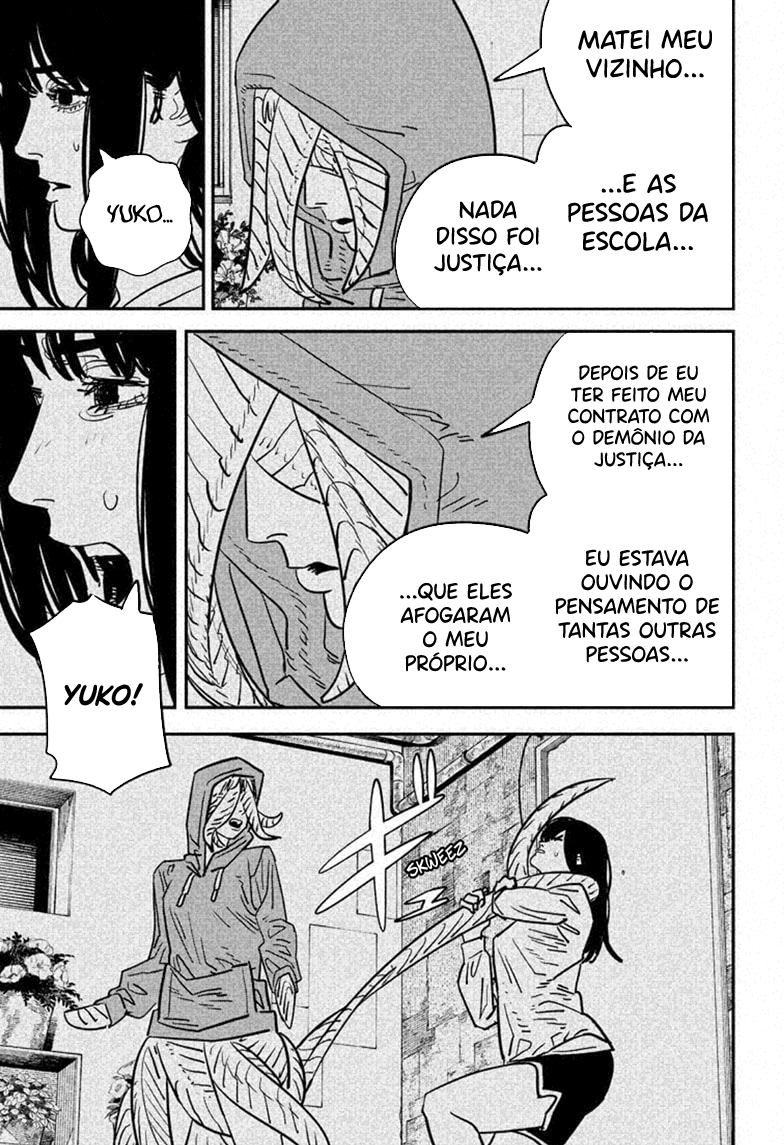 MATEI MEU
VIZINHO...
...E AS
PESSOAS DA
ESCOLA...
NADA
DISSO FOI
JUSTIÇA...
YUKO...
DEPOIS DE EU
TER FEITO MEU
CONTRATO COM
O DEMÔNIO DA
JUSTIÇA...
EU ESTAVA
OUVINDO O
PENSAMENTO DE
TANTAS OUTRAS
PESSOAS...
...QUE ELES
AFOGARAM
O MEU
PRÓPRIO...
YUKO!
ギ
SKWEEZ